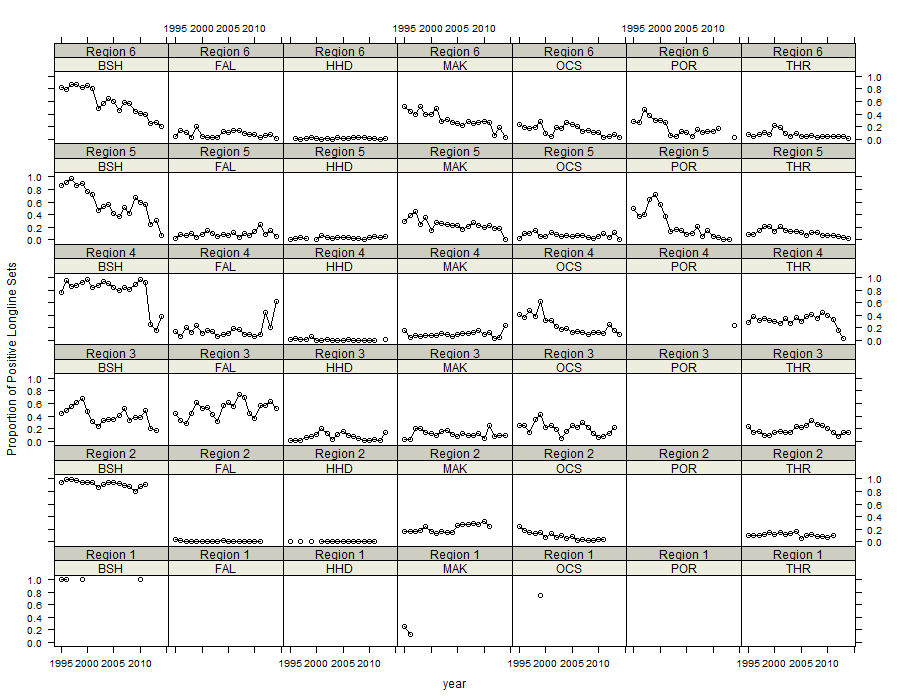 1995 2000 2005 2010 1995 2000 2005 2010 1995 2000 2005 2010
Region 6 Region 6 Region 6 Region 6 Region 6 Region 6 Region 6
BSH FAL HHD MAK OCS POR THR
1.0
0.8
0.6
0.4
0.2
0.0
Region 5 Region 5 Region 5 Region 5 Region 5 Region 5 Region 5
BSH FAL HHD MAK OCS POR THR
1.0
0.8
0.6
0.4
0.2
0.0
Region 4 Region 4 Region 4 Region 4 Region 4 Region 4 Region 4
BSH FAL HHD MAK OCS POR THR
1.0
0.8
0.6
0.4
0.2
0.0
Region 3 Region 3 Region 3 Region 3 Region 3 Region 3 Region 3
BSH FAL HHD MAK OCS POR THR
1.0
0.8
0.6
0.4
0.2
0.0
Region 2 Region 2 Region 2 Region 2 Region 2 Region 2 Region 2
BSH FAL HHD MAK OCS POR THR
1.0
0.8
0.6
0.4
0.2
0.0
Region 1 Region 1 Region 1 Region 1 Region 1 Region 1 Region 1
BSH FAL HHD MAK OCS POR THR
1.0
0.8
0.6
0.4
0.2
0.0
1995 2000 2005 2010 1995 2000 2005 2010 1995 2000 2005 2010 1995 2000 2005 2010
year
Proportion of Positive Longline Sets